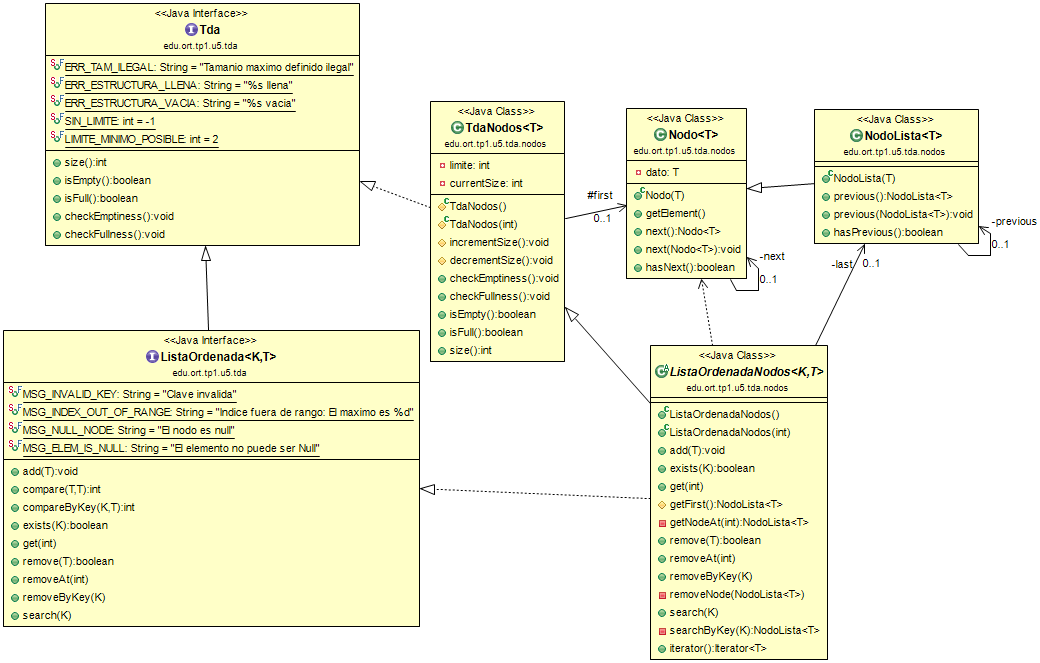 <<Java Interface>>
Tda
edu.ort.tp1.u5.tda
ERR_TAM_ILEGAL: String = "Tamanio maximo definido ilegal"
ERR_ESTRUCTURA_LLENA: String = "%s llena"
ERR_ESTRUCTURA_VACIA: String = "%s vacia"
SIN_LIMITE: int = -1
LIMITE_MINIMO_POSIBLE: int = 2
size():int
isEmpty():boolean
isFull():boolean
checkEmptiness():void
checkFullness():void
<<Java Class>>
TdaNodos<T>
edu.ort.tp1.u5.tda.nodos
limite: int
currentSize: int
TdaNodos()
TdaNodos(int)
incrementSize():void
decrementSize():void
checkEmptiness():void
checkFullness():void
isEmpty():boolean
isFull():boolean
size():int
#first
0..1
<<Java Class>>
Nodo<T>
edu.ort.tp1.u5.tda.nodos
dato: T
Nodo(T)
getElement()
next():Nodo<T>
next(Nodo<T>):void
hasNext():boolean
-next
0..1
<<Java Class>>
NodoLista<T>
edu.ort.tp1.u5.tda.nodos
NodoLista(T)
previous():NodoLista<T>
previous(NodoLista<T>):void
hasPrevious():boolean
-previous
0..1
-last
0..1
<<Java Interface>>
ListaOrdenada<K,T>
edu.ort.tp1.u5.tda
MSG_INVALID_KEY: String = "Clave invalida"
MSG_INDEX_OUT_OF_RANGE: String = "Indice fuera de rango: El maximo es %d"
MSG_NULL_NODE: String = "El nodo es null"
MSG_ELEM_IS_NULL: String = "El elemento no puede ser Null"
add(T):void
compare(T,T):int
compareByKey(K,T):int
exists(K):boolean
get(int)
remove(T):boolean
removeAt(int)
removeByKey(K)
search(K)
<<Java Class>>
ListaOrdenadaNodos<K,T>
edu.ort.tp1.u5.tda.nodos
ListaOrdenadaNodos()
ListaOrdenadaNodos(int)
add(T):void
exists(K):boolean
get(int)
getFirst():NodoLista<T>
getNodeAt(int):NodoLista<T>
remove(T):boolean
removeAt(int)
removeByKey(K)
removeNode(NodoLista<T>)
search(K)
searchByKey(K):NodoLista<T>
iterator():Iterator<T>